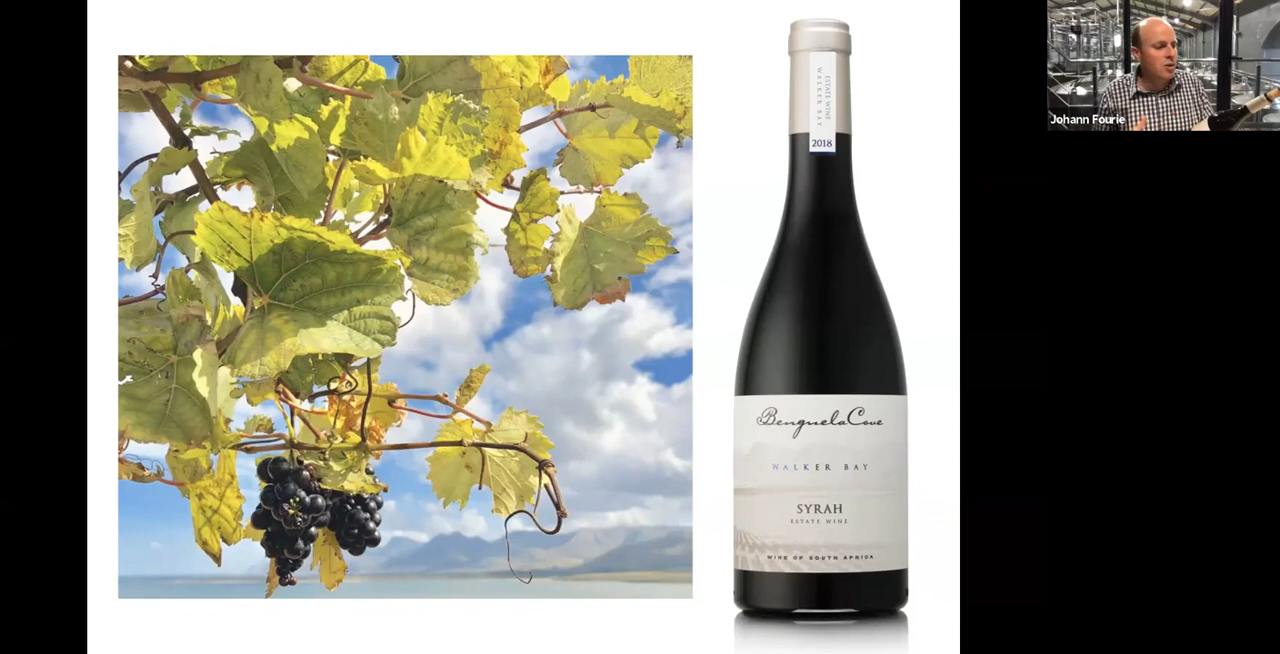 ESTATE WINE
WALKER BAY
2018
Benguela Cove
WALKER BAY
SYRAH
ESTATE WINE
WINE OF SOUTH AFRICA
Johann Fourie